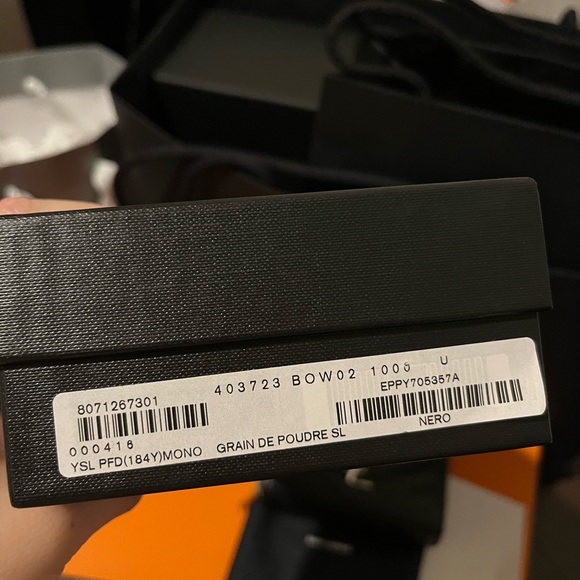 403723 BOW02 1000 U
8071267301
EPPY705357A
000416
YSL PFD(184Y)MONO GRAIN DE POUDRE SL NERO